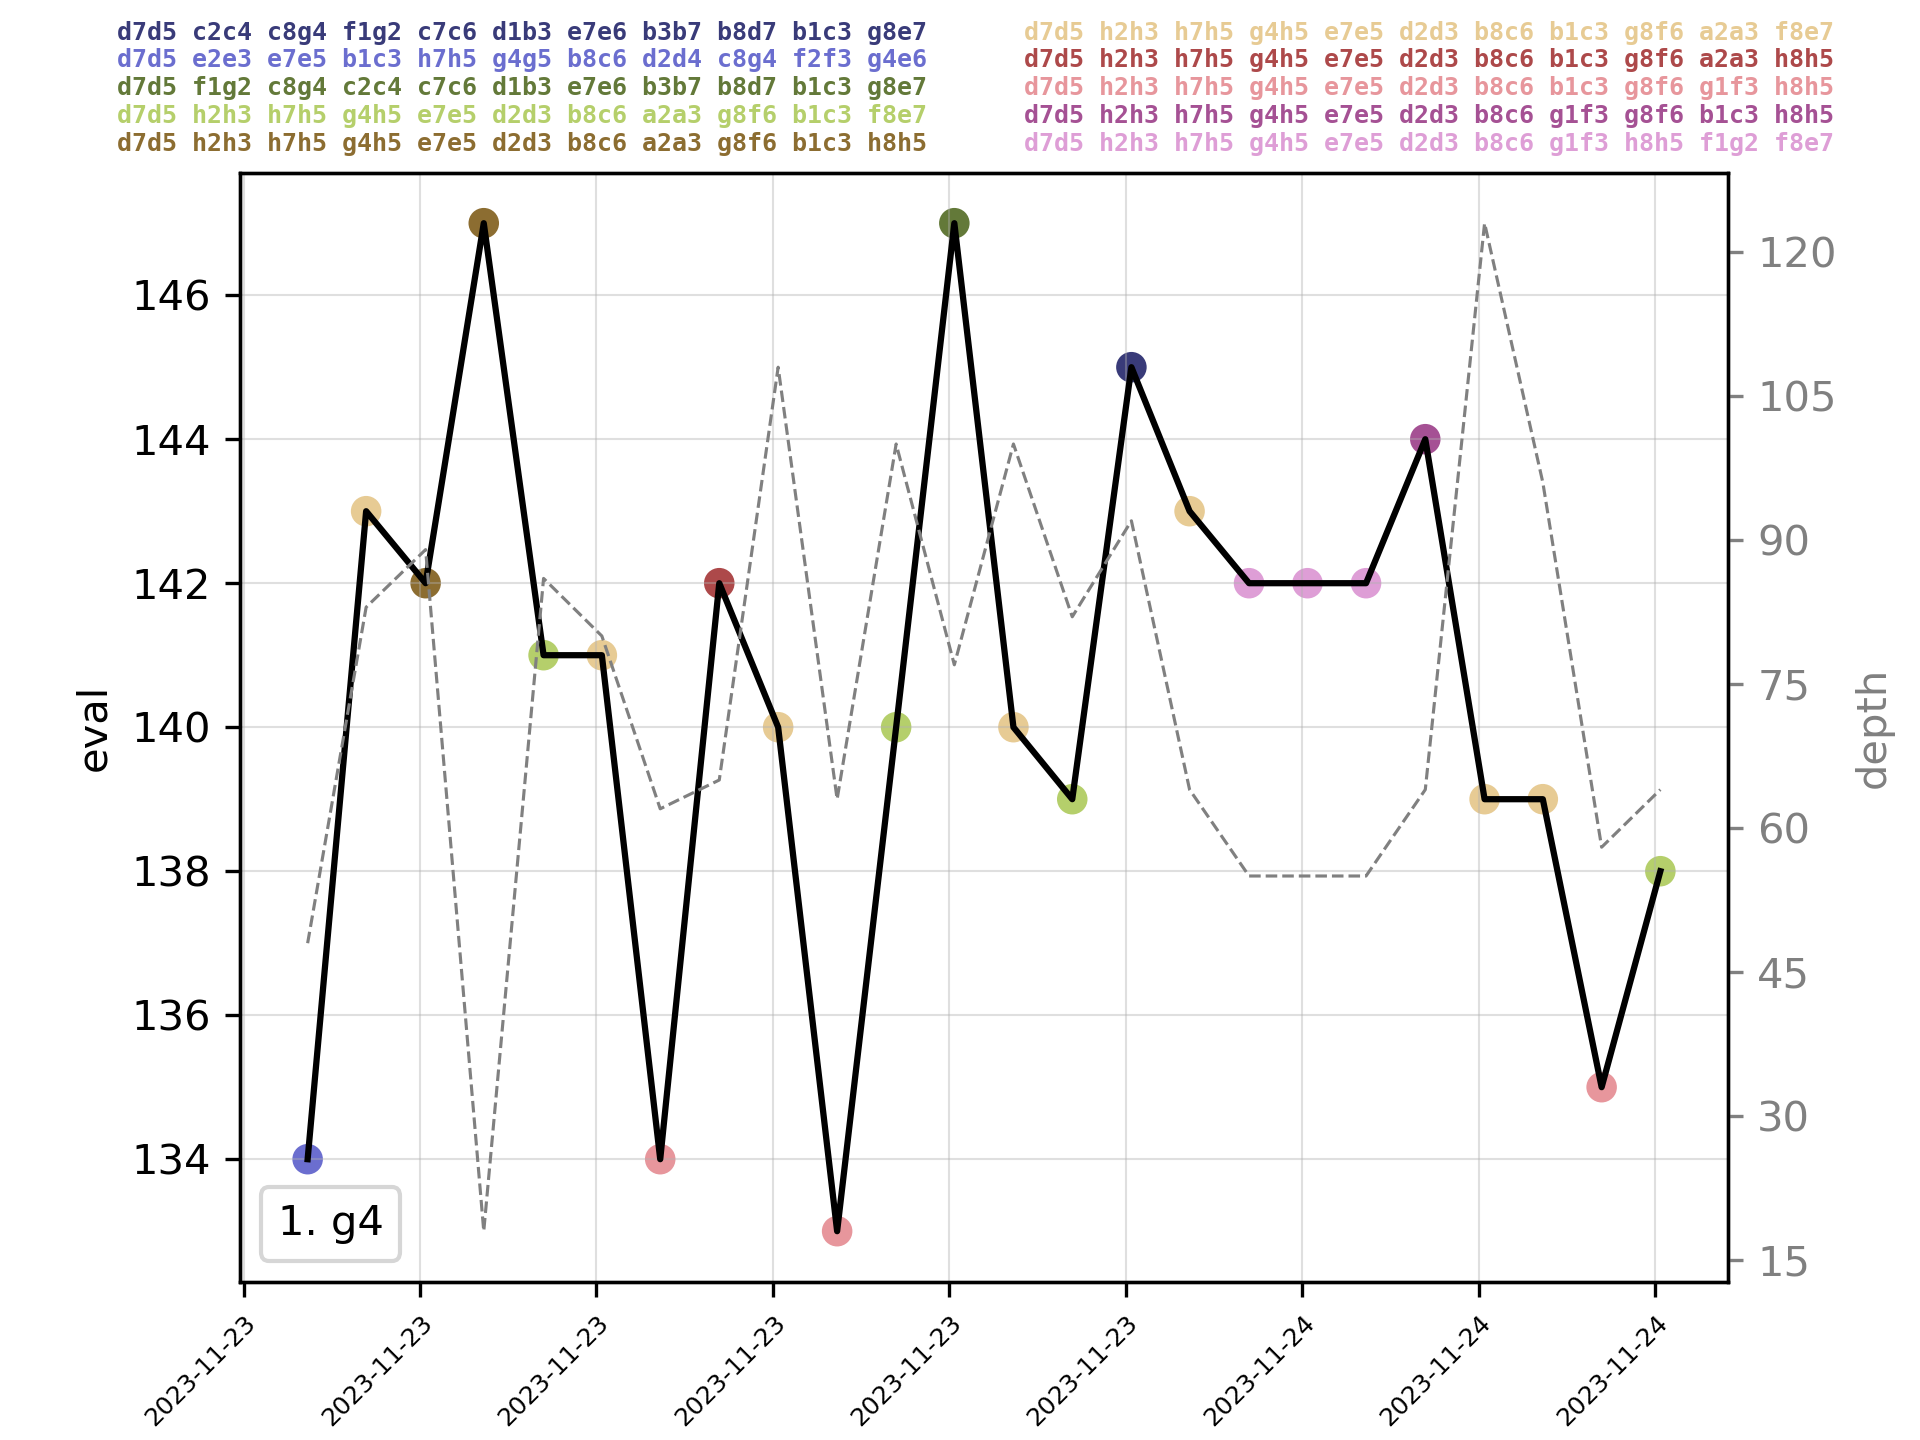 d7d5 c2c4 c8g4 f1g2 c7c6 d1b3 e7e6 b3b7 b8d7 b1c3 g8e7
d7d5 e2e3 e7e5 b1c3 h7h5 g4g5 b8c6 d2d4 c8g4 f2f3 g4e6
d7d5 f1g2 c8g4 c2c4 c7c6 d1b3 e7e6 b3b7 b8d7 b1c3 g8e7
d7d5 h2h3 h7h5 g4h5 e7e5 d2d3 b8c6 a2a3 g8f6 b1c3 f8e7
d7d5 h2h3 h7h5 g4h5 e7e5 d2d3 b8c6 a2a3 g8f6 b1c3 h8h5
d7d5 h2h3 h7h5 g4h5 e7e5 d2d3 b8c6 b1c3 g8f6 a2a3 f8e7
d7d5 h2h3 h7h5 g4h5 e7e5 d2d3 b8c6 b1c3 g8f6 a2a3 h8h5
d7d5 h2h3 h7h5 g4h5 e7e5 d2d3 b8c6 b1c3 g8f6 g1f3 h8h5
d7d5 h2h3 h7h5 g4h5 e7e5 d2d3 b8c6 g1f3 g8f6 b1c3 h8h5
d7d5 h2h3 h7h5 g4h5 e7e5 d2d3 b8c6 g1f3 h8h5 f1g2 f8e7
146
144
142
140
138
136
134
eval
120
105
90
75
60
45
30
15
depth
1. g4
2023-11-23
2023-11-23
2023-11-23
2023-11-23
2023-11-23
2023-11-23
2023-11-24
2023-11-24
2023-11-24